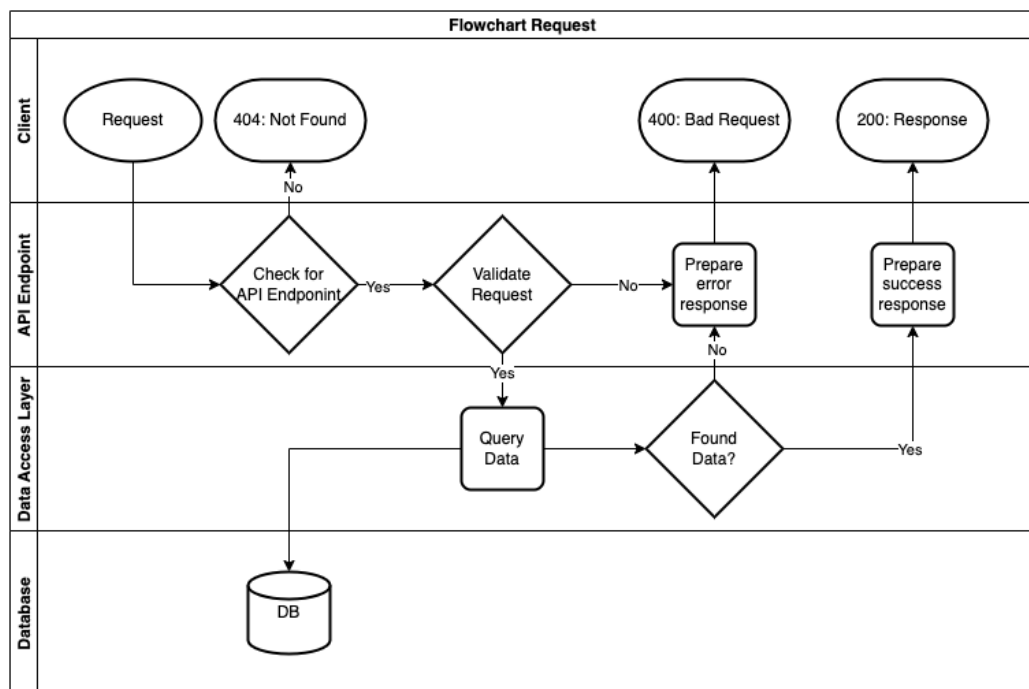 Flowchart Request
Client
Request
404: Not Found
400: Bad Request
200: Response
No
API Endpoint
Check for
API Endponint
Yes
Validate
Request
No
Prepare
error
response
Prepare
success
response
Yes
No
Data Access Layer
Query
Data
Found
Data?
Yes
Database
DB